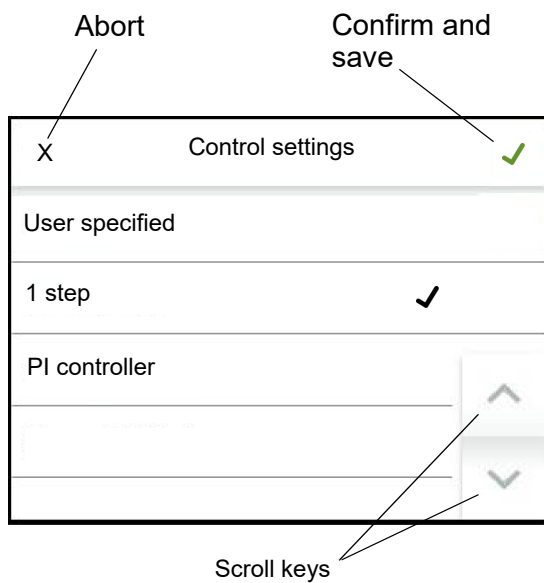 Abort
Confirm and
save
X
Control settings
User specified
1 step
PI controller
Scroll keys